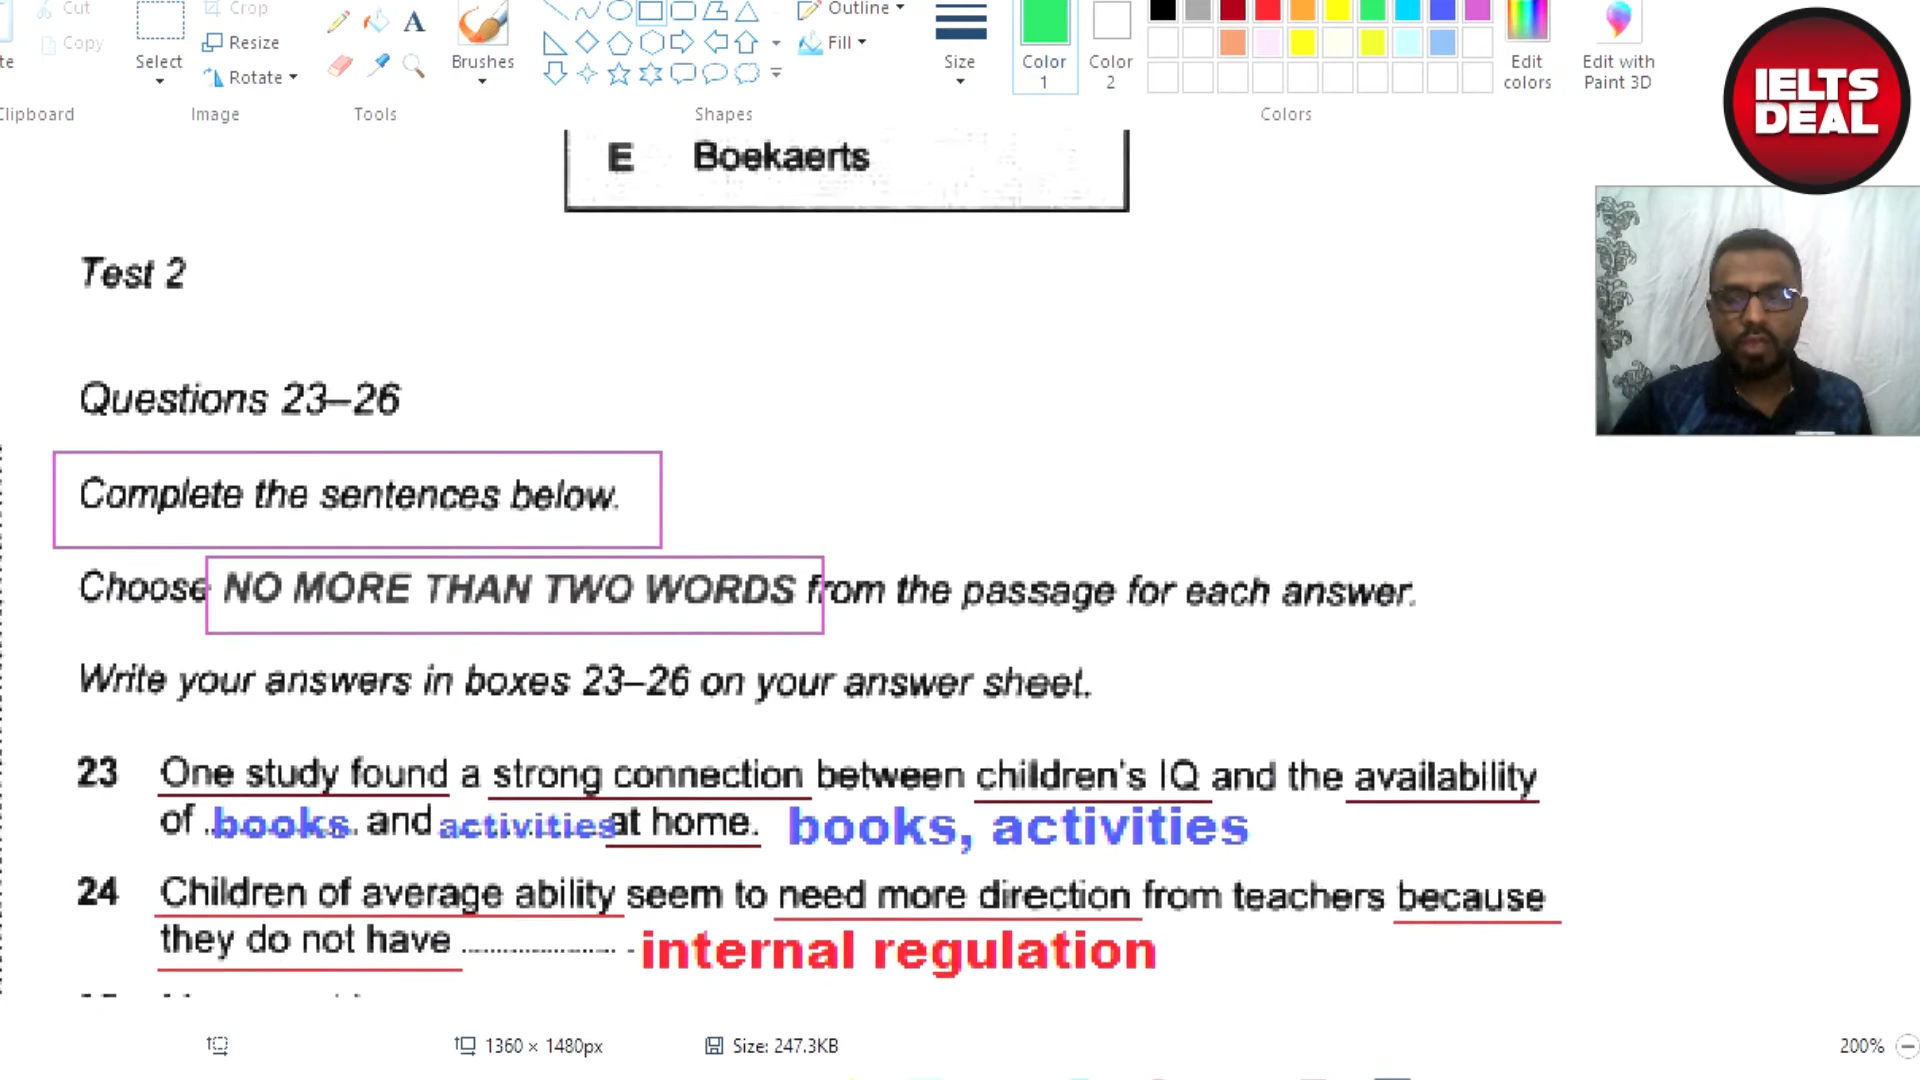 Cut
Crop
Outline
Copy
Resize
Fill
Select
Rotate
Brushes
Size
Color 1
Color 2
Edit colors
Edit with Paint 3D
Clipboard
Image
Tools
Shapes
Colors
IELTS
DEAL
E Boekaerts
Test 2
Questions 23–26
Complete the sentences below.
Choose NO MORE THAN TWO WORDS from the passage for each answer.
Write your answers in boxes 23–26 on your answer sheet.
23 One study found a strong connection between children's IQ and the availability
of books and activities at home. books, activities
24 Children of average ability seem to need more direction from teachers because
they do not have .................... internal regulation
1360 × 1480px
Size: 247.3KB
200%